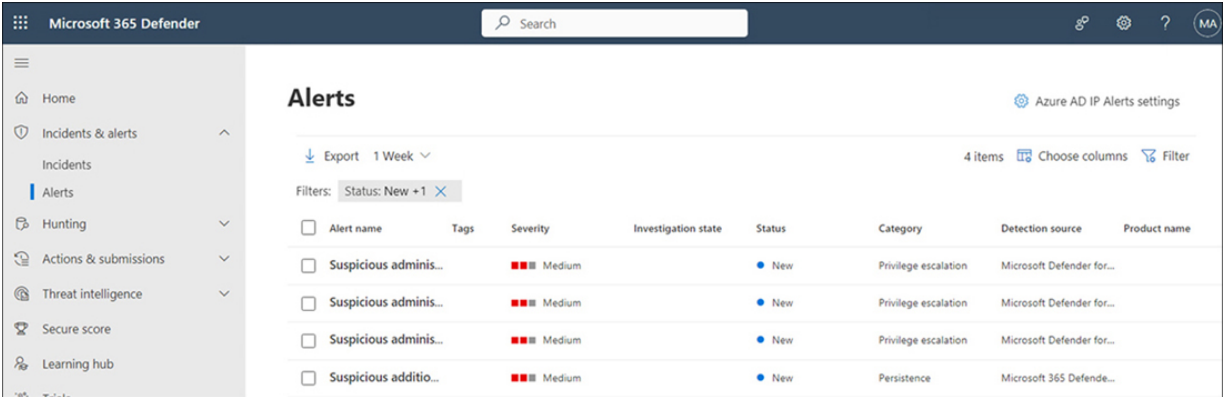 Microsoft 365 Defender
Search
MA
Home
Incidents & alerts
Incidents
Alerts
Hunting
Actions & submissions
Threat intelligence
Secure score
Learning hub
Alerts
Azure AD IP Alerts settings
Export 1 Week
4 items Choose columns Filter
Filters: Status: New +1
Alert name Tags Severity Investigation state Status Category Detection source Product name
Suspicious adminis... Medium New Privilege escalation Microsoft Defender for...
Suspicious adminis... Medium New Privilege escalation Microsoft Defender for...
Suspicious adminis... Medium New Privilege escalation Microsoft Defender for...
Suspicious additio... Medium New Persistence Microsoft 365 Defende...